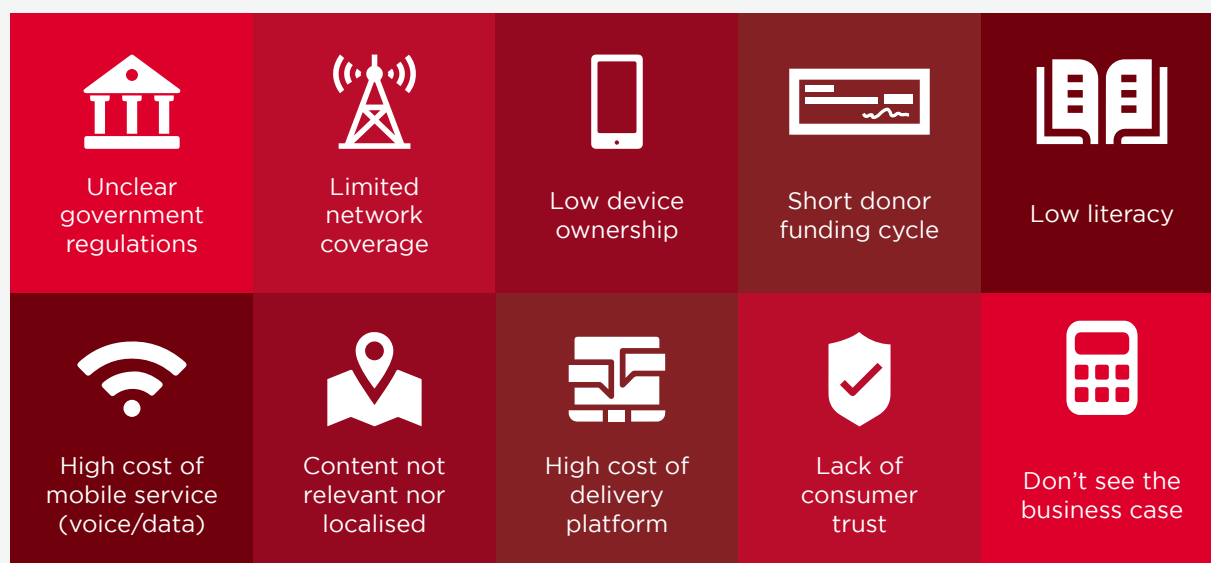 Unclear
government
regulations
Limited
network
coverage
Low device
ownership
Short donor
funding cycle
Low literacy
High cost of
mobile service
(voice/data)
Content not
relevant nor
localised
High cost of
delivery
platform
Lack of
consumer
trust
Don’t see the
business case